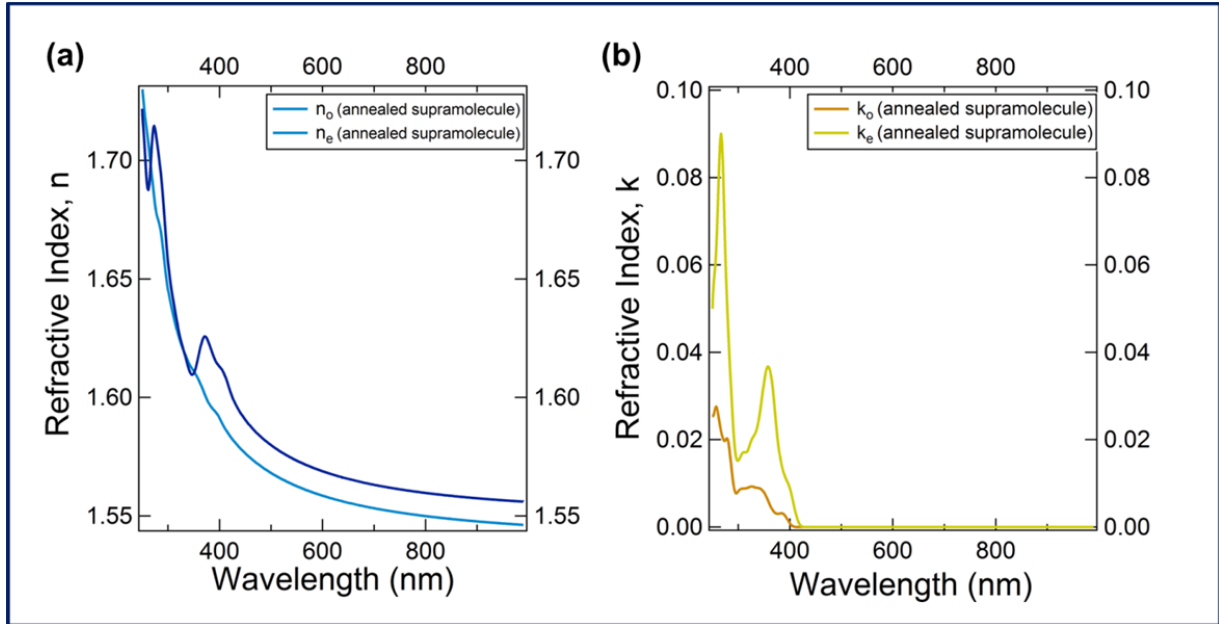 (a)
400 600 800
n_o (annealed supramolecule)
n_e (annealed supramolecule)
1.70
1.65
1.60
1.55
Refractive Index, n
1.70
1.65
1.60
1.55
400 600 800
Wavelength (nm)
(b)
400 600 800
k_o (annealed supramolecule)
k_e (annealed supramolecule)
0.10
0.08
0.06
0.04
0.02
0.00
Refractive Index, k
0.10
0.08
0.06
0.04
0.02
0.00
400 600 800
Wavelength (nm)